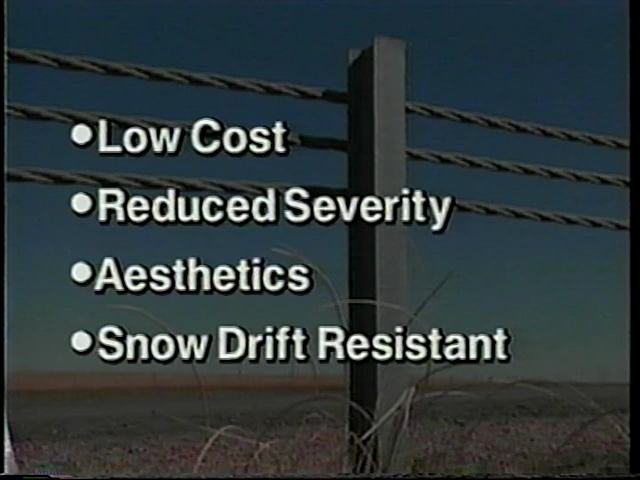 •Low Cost
•Reduced Severity
•Aesthetics
•Snow Drift Resistant